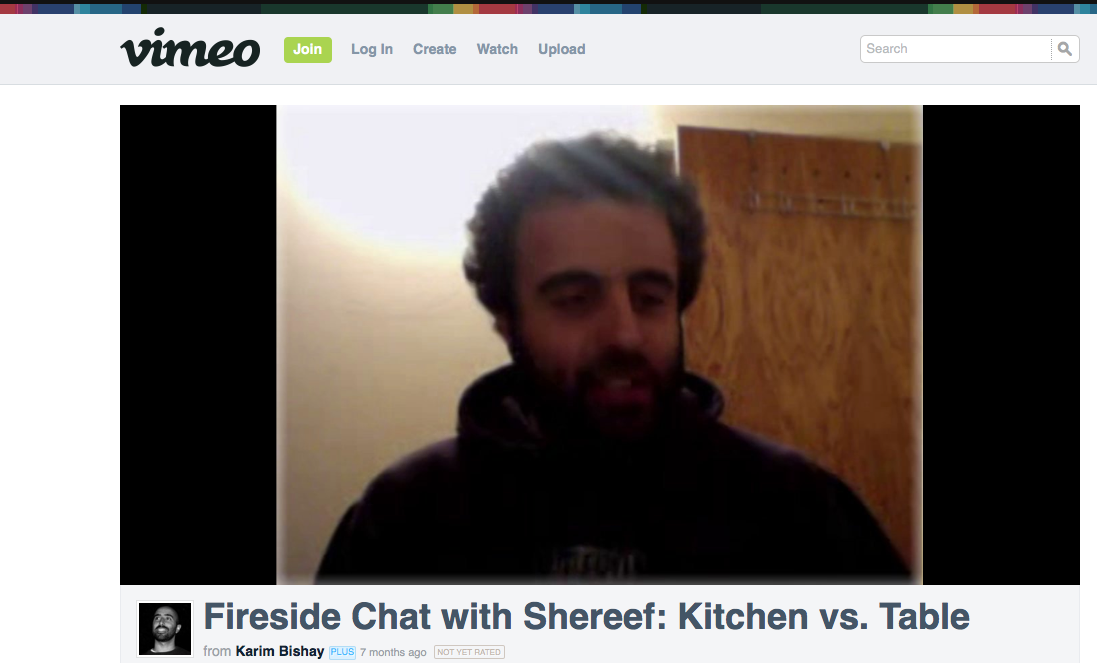 vimeo Join Log In Create Watch Upload Search
Fireside Chat with Shereef: Kitchen vs. Table
from Karim Bishay PLUS 7 months ago NOT YET RATED